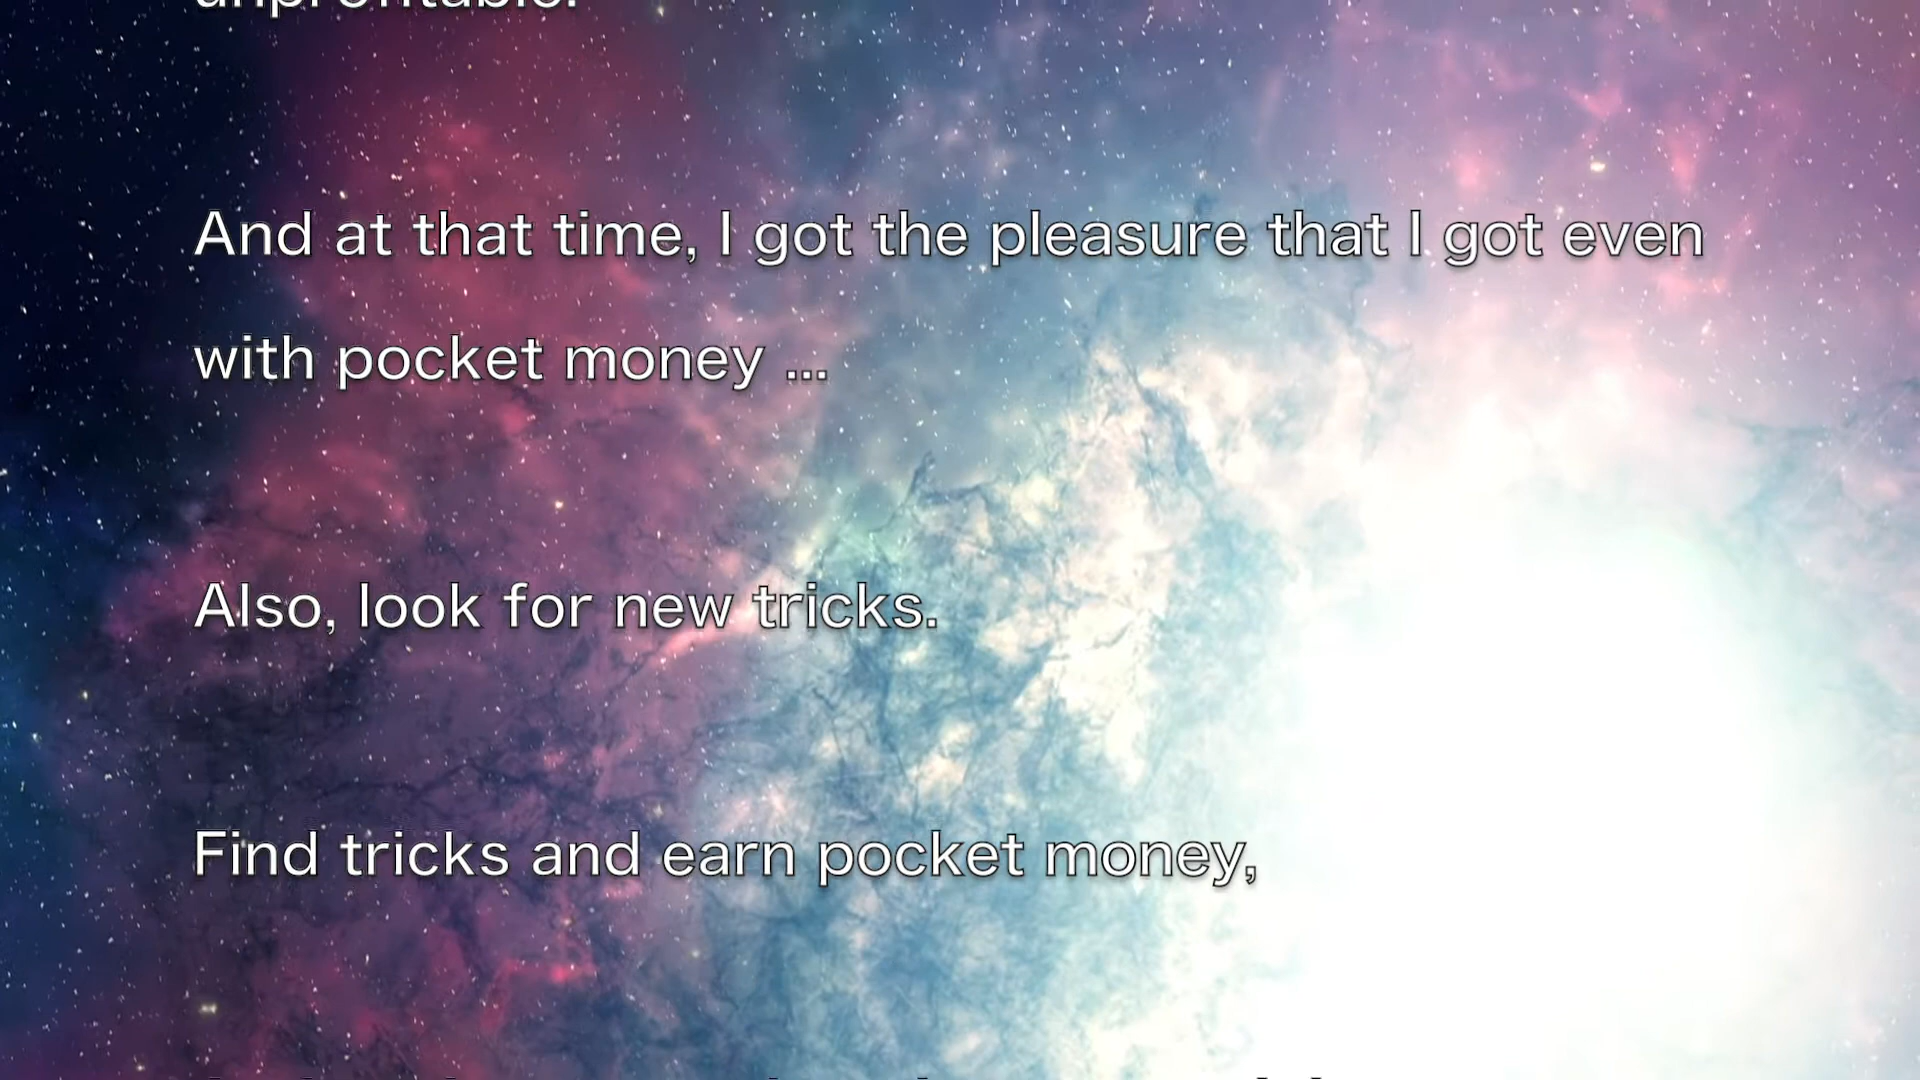 unprofitable.
And at that time, I got the pleasure that I got even
with pocket money ...
Also, look for new tricks.
Find tricks and earn pocket money,